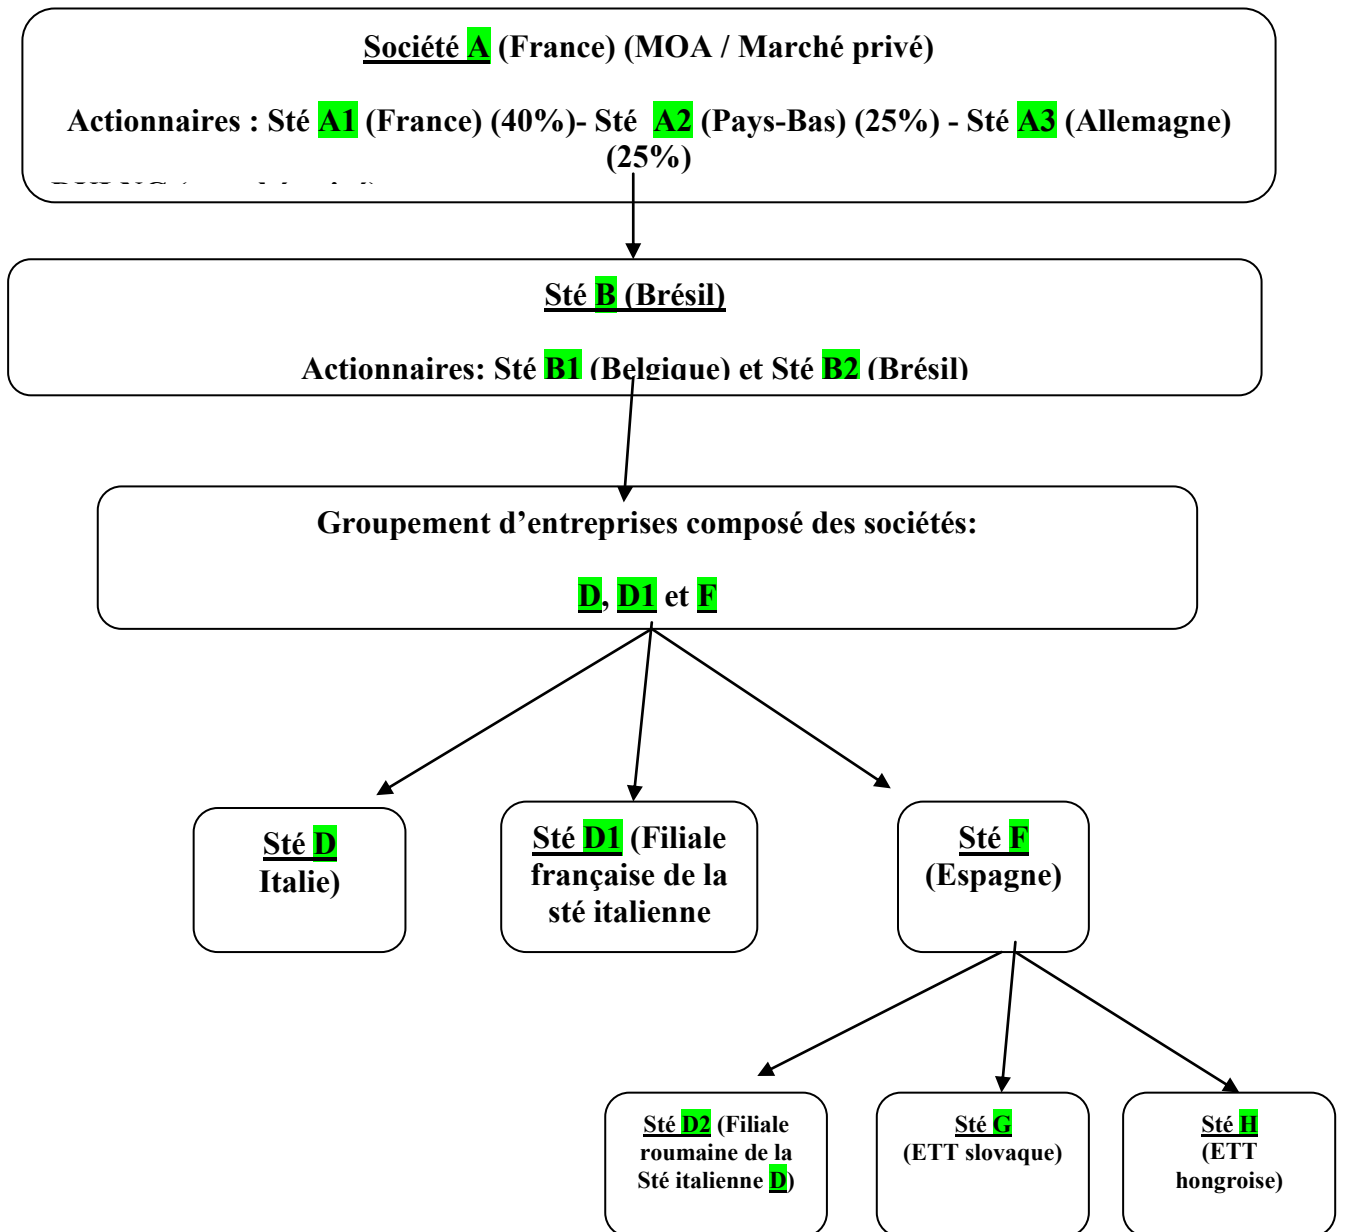 Société A (France) (MOA / Marché privé)
Actionnaires : Sté A1 (France) (40%)- Sté  A2 (Pays-Bas) (25%) - Sté A3 (Allemagne)
(25%)
Sté B (Brésil)
Actionnaires: Sté B1 (Belgique) et Sté B2 (Brésil)
Groupement d’entreprises composé des sociétés:
D, D1 et F
Sté D
Italie)
Sté D1 (Filiale
française de la
sté italienne
Sté F
(Espagne)
Sté D2 (Filiale
roumaine de la
Sté italienne D)
Sté G
(ETT slovaque)
Sté H
(ETT
hongroise)